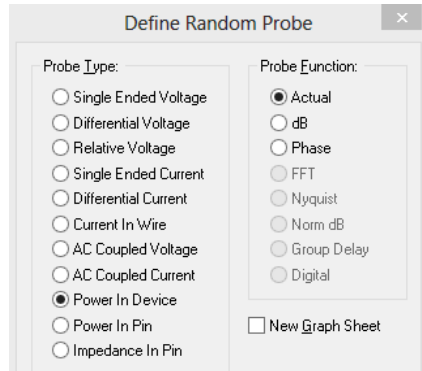 Define Random Probe
Probe Type:
Single Ended Voltage
Differential Voltage
Relative Voltage
Single Ended Current
Differential Current
Current In Wire
AC Coupled Voltage
AC Coupled Current
Power In Device
Power In Pin
Impedance In Pin
Probe Function:
Actual
dB
Phase
FFT
Nyquist
Norm dB
Group Delay
Digital
New Graph Sheet